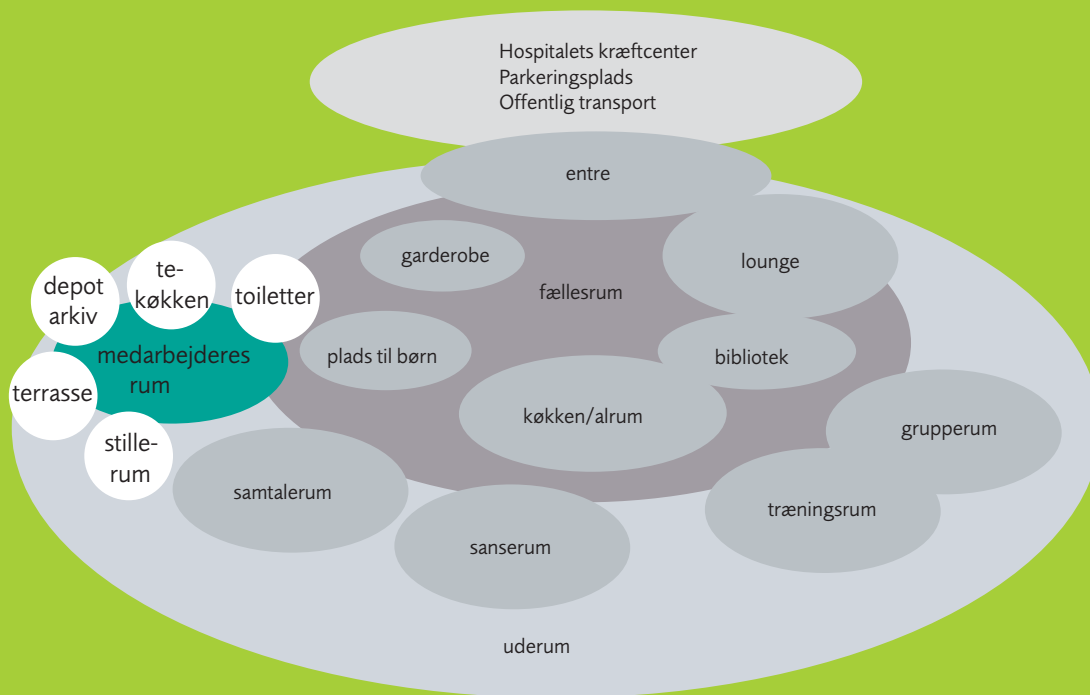 Hospitalets kræftcenter
Parkeringsplads
Offentlig transport
entre
garderobe
lounge
fællesrum
te-
køkken
toiletter
depot
arkiv
medarbejderes
rum
plads til børn
bibliotek
terrasse
køkken/alrum
grupperum
stille-
rum
samtalerum
træningsrum
sanserum
uderum